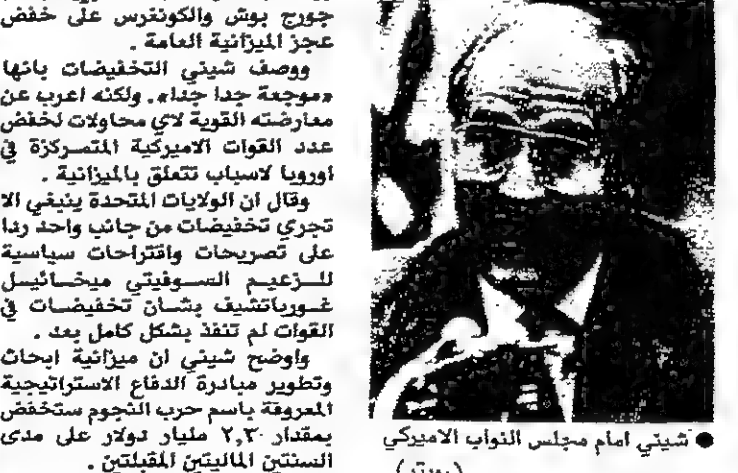 جورج بوش والكونغرس على خفض
عجز الميزانية العامة .
ووصف شيني التخفيضات بانها
«موجعة جدا جدا». ولكنه اعرب عن
معارضته القوية لاي محاولات لخفض
عدد القوات الاميركية المتمركزة في
اوروبا لاسباب تتعلق بالميزانية .
وقال ان الولايات المتحدة ينبغي الا
تجري تخفيضات من جانب واحد ردا
على تصريحات واقتراحات سياسية
للزعيم السوفيتي ميخائيل
غورباتشيف بشان تخفيضات في
القوات لم تنفذ بشكل كامل بعد .
واوضح شيني ان ميزانية ابحاث
وتطوير مبادرة الدفاع الاستراتيجية
المعروفة باسم حرب النجوم ستخفض
بمقدار ٢,٣٠ مليار دولار على مدى
السنتين الماليتين المقبلتين .
● شيني امام مجلس النواب الاميركي
(رويتر)